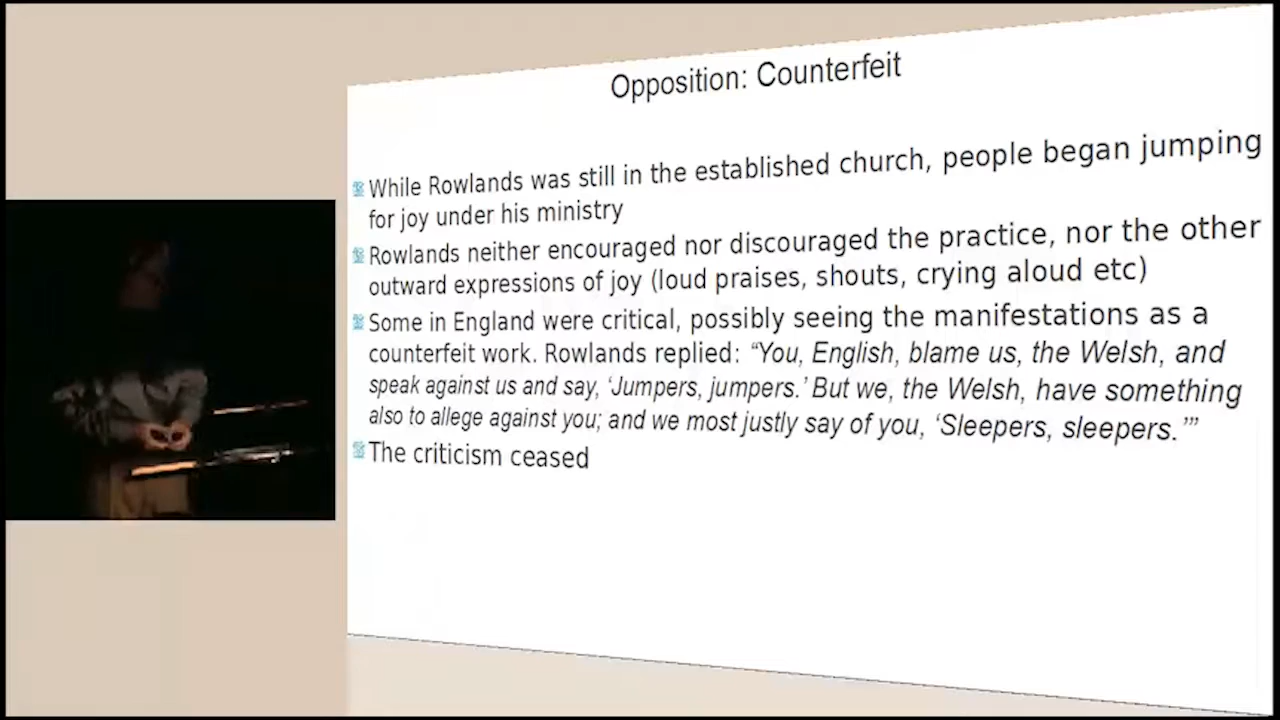 Opposition: Counterfeit
While Rowlands was still in the established church, people began jumping
for joy under his ministry
Rowlands neither encouraged nor discouraged the practice, nor the other
outward expressions of joy (loud praises, shouts, crying aloud etc)
Some in England were critical, possibly seeing the manifestations as a
counterfeit work. Rowlands replied: “You, English, blame us, the Welsh, and
speak against us and say, ‘Jumpers, jumpers.’ But we, the Welsh, have something
also to allege against you; and we most justly say of you, ‘Sleepers, sleepers.’”
The criticism ceased